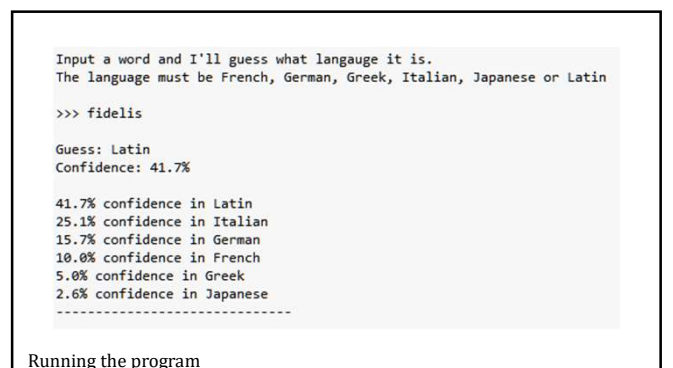 Input a word and I'll guess what langauge it is.
The language must be French, German, Greek, Italian, Japanese or Latin
>>> fidelis
Guess: Latin
Confidence: 41.7%
41.7% confidence in Latin
25.1% confidence in Italian
15.7% confidence in German
10.0% confidence in French
5.0% confidence in Greek
2.6% confidence in Japanese
------------------------------
Running the program